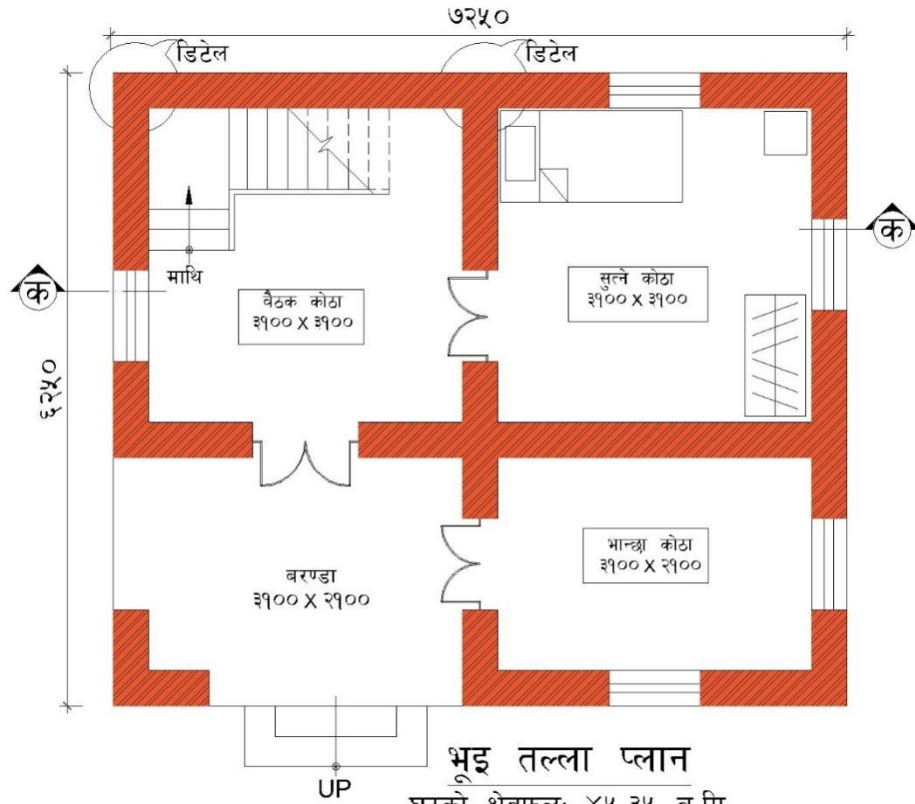 ७२५०
डिटेल
डिटेल
क
माथि
सुत्ने कोठा
३१०० X ३१००
क
वैठक कोठा
३१०० X ३१००
६२५०
भान्छा कोठा
३१०० X २१००
बरण्डा
३१०० X २१००
UP
भूइ तल्ला प्लान